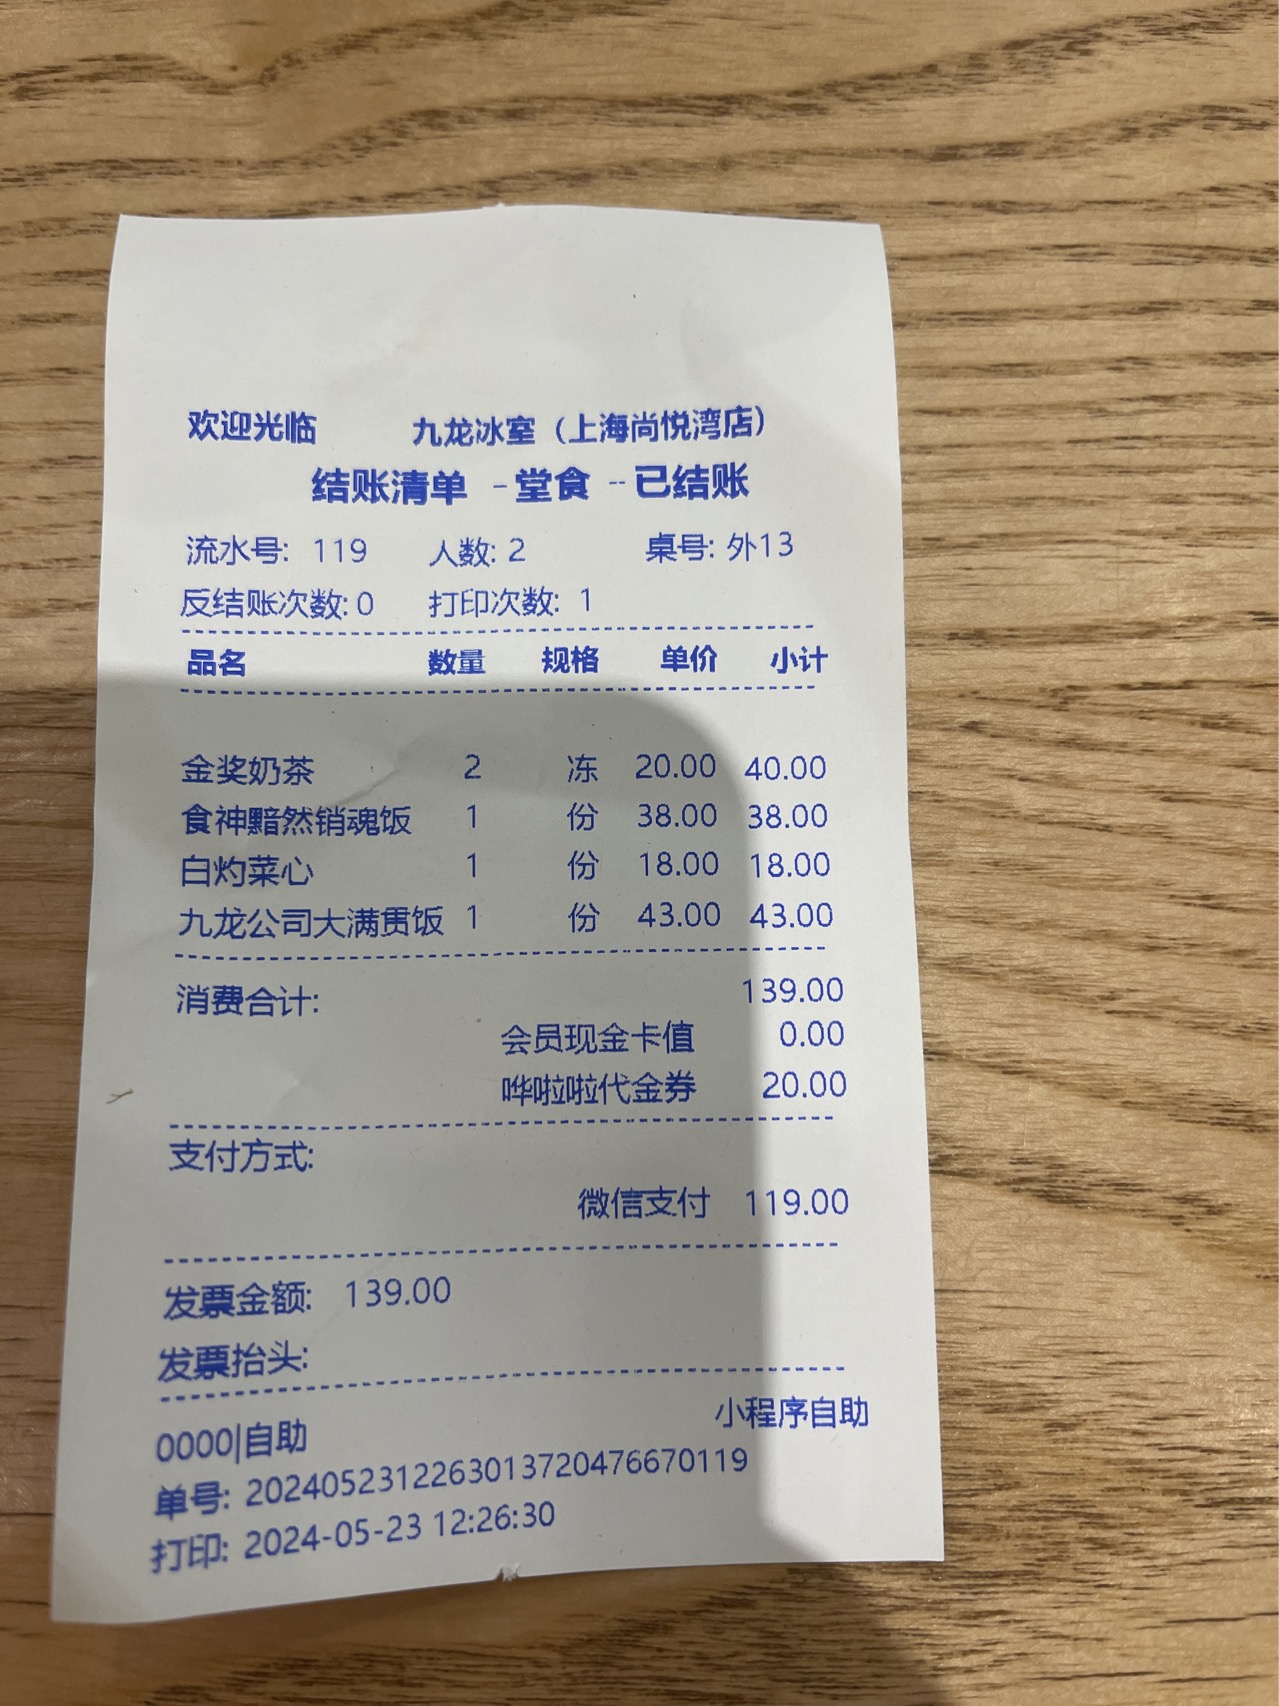 欢迎光临 九龙冰室（上海尚悦湾店）
结账清单 -堂食 --已结账
流水号: 119 人数: 2 桌号: 外13
反结账次数: 0 打印次数: 1
品名 数量 规格 单价 小计
金奖奶茶 2 冻 20.00 40.00
食神黯然销魂饭 1 份 38.00 38.00
白灼菜心 1 份 18.00 18.00
九龙公司大满贯饭 1 份 43.00 43.00
消费合计: 139.00
会员现金卡值 0.00
哗啦啦代金券 20.00
支付方式:
微信支付 119.00
发票金额: 139.00
发票抬头:
0000|自助 小程序自助
单号: 20240523122630137204766​70119
打印: 2024-05-23 12:26:30